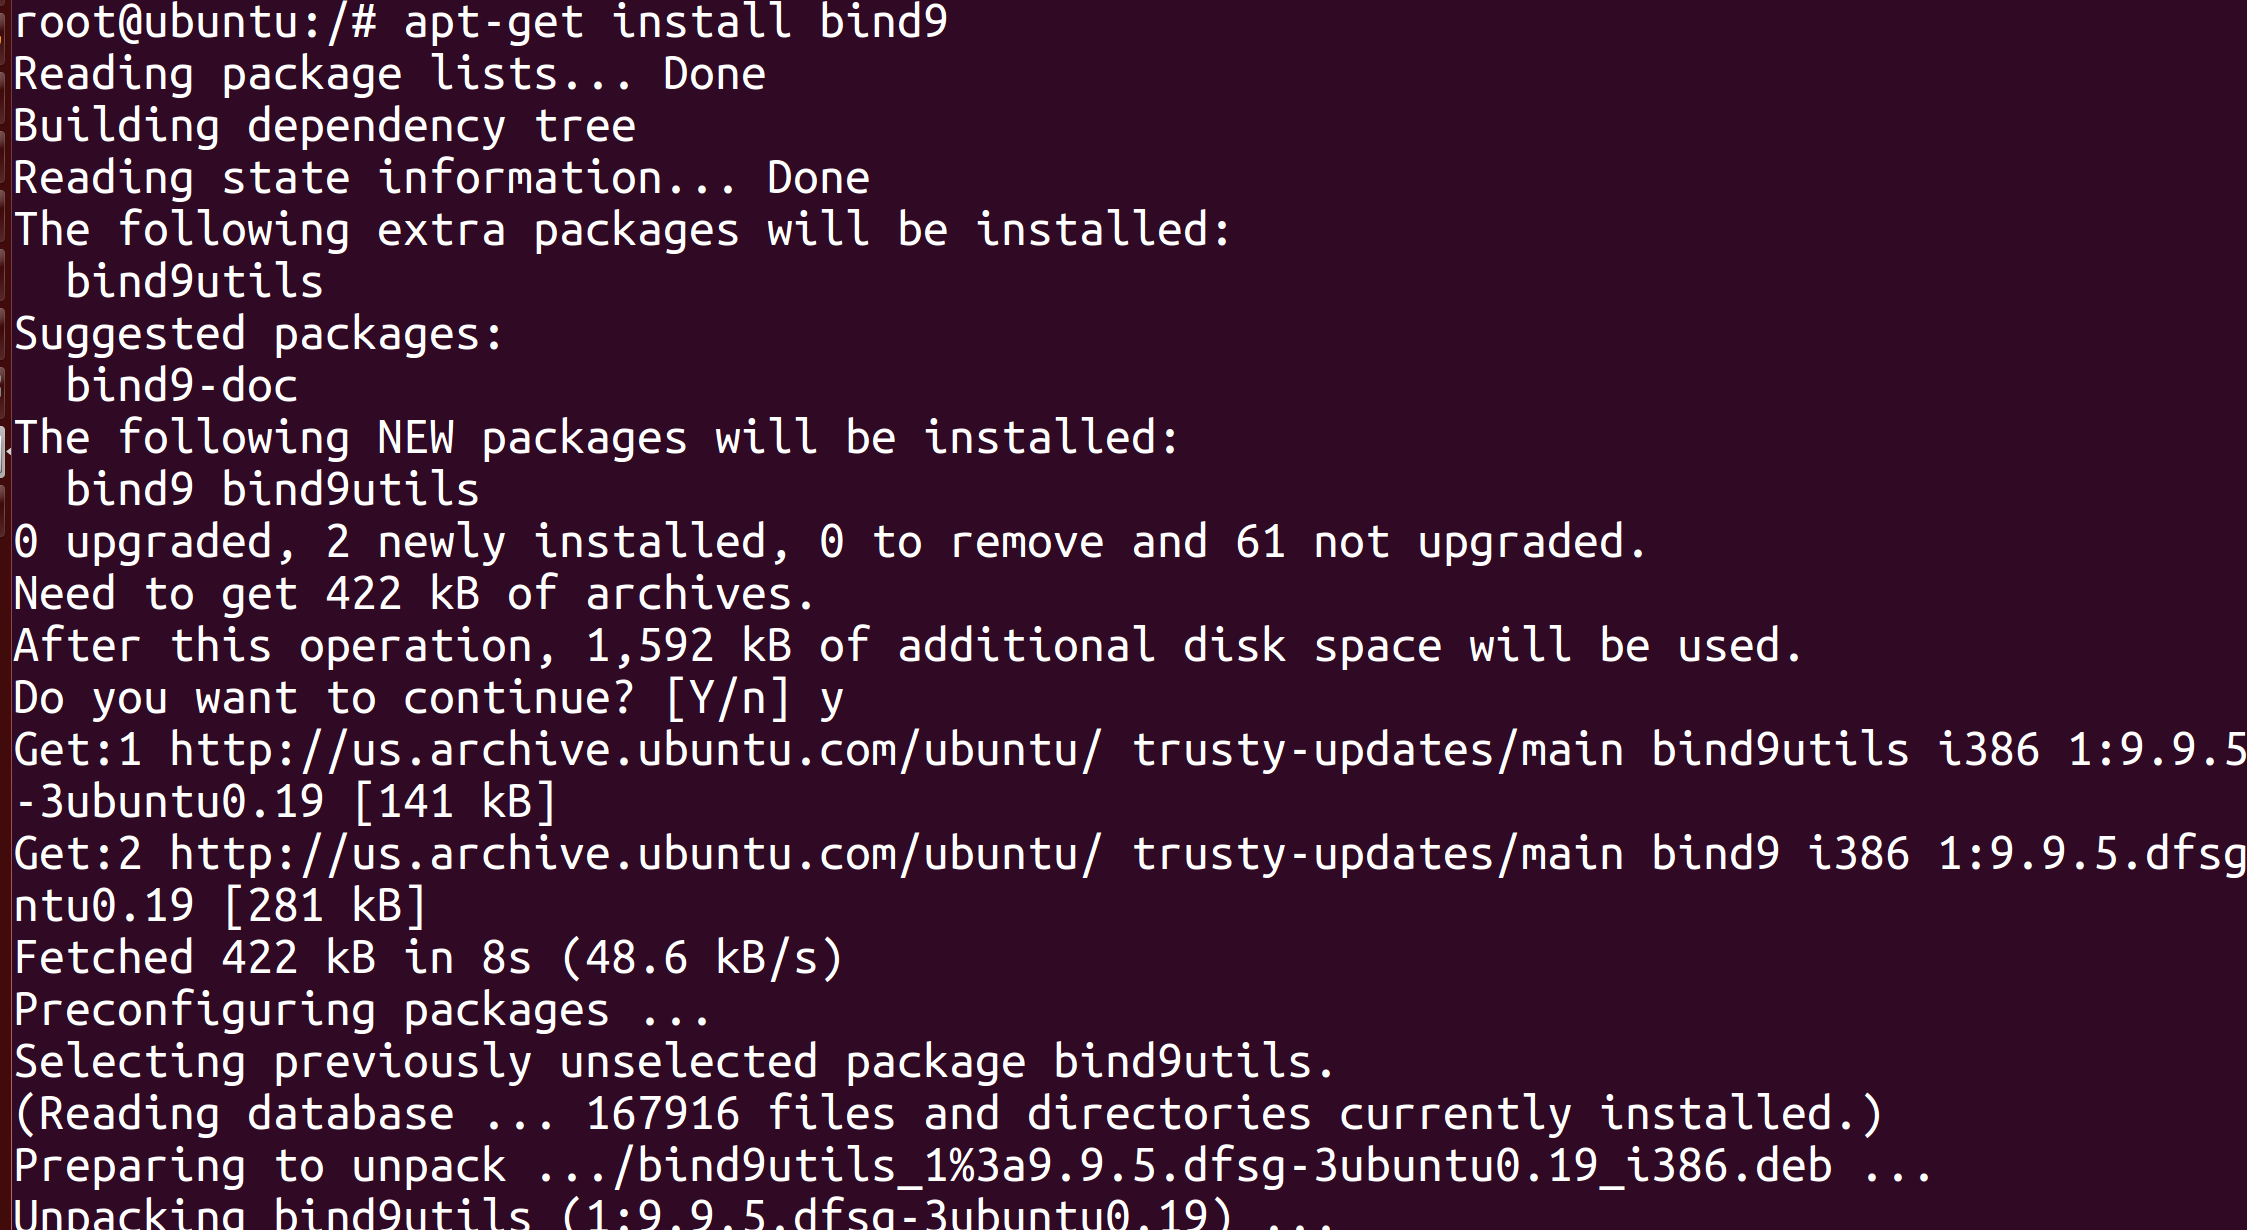 root@ubuntu:/# apt-get install bind9
Reading package lists... Done
Building dependency tree
Reading state information... Done
The following extra packages will be installed:
  bind9utils
Suggested packages:
  bind9-doc
The following NEW packages will be installed:
  bind9 bind9utils
0 upgraded, 2 newly installed, 0 to remove and 61 not upgraded.
Need to get 422 kB of archives.
After this operation, 1,592 kB of additional disk space will be used.
Do you want to continue? [Y/n] y
Get:1 http://us.archive.ubuntu.com/ubuntu/ trusty-updates/main bind9utils i386 1:9.9.5
-3ubuntu0.19 [141 kB]
Get:2 http://us.archive.ubuntu.com/ubuntu/ trusty-updates/main bind9 i386 1:9.9.5.dfsg
ntu0.19 [281 kB]
Fetched 422 kB in 8s (48.6 kB/s)
Preconfiguring packages ...
Selecting previously unselected package bind9utils.
(Reading database ... 167916 files and directories currently installed.)
Preparing to unpack .../bind9utils_1%3a9.9.5.dfsg-3ubuntu0.19_i386.deb ...
Unpacking bind9utils (1:9.9.5.dfsg-3ubuntu0.19) ...